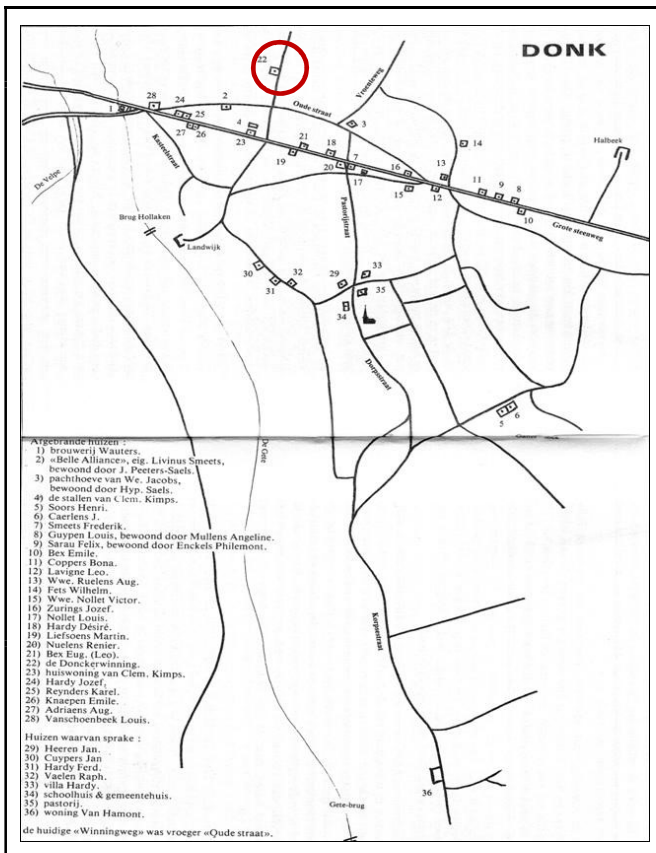 DONK
22
28
24
2
25
1
27
26
4
23
Oude straat
Vroenteweg
3
14
Halbeek
21
19
18
20
7
17
16
13
15
12
11
9
8
10
Grote steenweg
Kasteelstraat
De Velpe
Brug Hollaken
Landwijk
Pastorijstraat
30
31
32
29
33
35
34
Dorpsstraat
5
6
De Gete
Afgebrande huizen :
1) brouwerij Wauters.
2) «Belle Alliance», eig. Livinus Smeets,
bewoond door J. Peeters-Saels.
3) pachthoeve van We. Jacobs,
bewoond door Hyp. Saels.
4) de stallen van Clem. Kimps.
5) Soors Henri.
6) Caerlens J.
7) Smeets Frederik.
8) Guypen Louis, bewoond door Mullens Angeline.
9) Sarau Felix, bewoond door Enckels Philemont.
10) Bex Emile.
11) Coppers Bona.
12) Lavigne Leo.
13) Wwe. Ruelens Aug.
14) Fets Wilhelm.
15) Wwe. Nollet Victor.
16) Zurings Jozef.
17) Nollet Louis.
18) Hardy Désiré.
19) Liefsoens Martin.
20) Nuelens Renier.
21) Bex Eug. (Leo).
22) de Donckerwinning.
23) huiswoning van Clem. Kimps.
24) Hardy Jozef,
25) Reynders Karel.
26) Knaepen Emile.
27) Adriaens Aug.
28) Vanschoenbeek Louis.
Huizen waarvan sprake :
29) Heeren Jan.
30) Cuypers Jan
31) Hardy Ferd.
32) Vaelen Raph.
33) villa Hardy.
34) schoolhuis & gemeentehuis.
35) pastorij.
36) woning Van Hamont.
Korpsestraat
36
Gete-brug
de huidige «Winningweg» was vroeger «Oude straat».